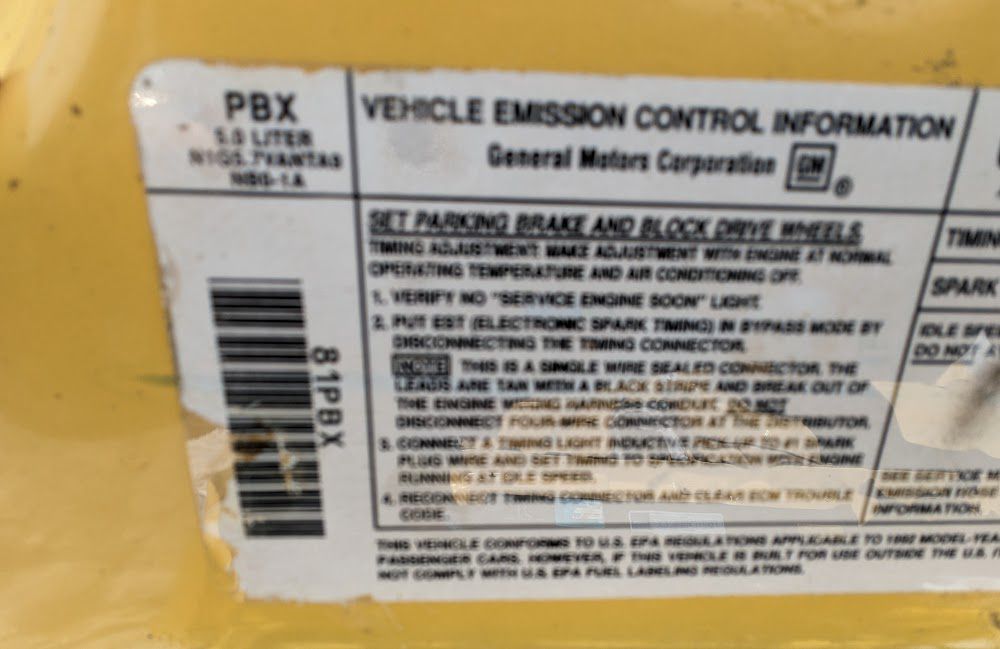 PBX
5.0 LITER
VEHICLE EMISSION CONTROL INFORMATION
General Motors Corporation GM ®
SET PARKING BRAKE AND BLOCK DRIVE WHEELS
TIMING ADJUSTMENT: MAKE ADJUSTMENT WITH ENGINE AT NORMAL
OPERATING TEMPERATURE AND AIR CONDITIONING OFF.
1. VERIFY NO "SERVICE ENGINE SOON" LIGHT.
2. PUT EST (ELECTRONIC SPARK TIMING) IN BYPASS MODE BY
DISCONNECTING THE TIMING CONNECTOR.
NOTE: THIS IS A SINGLE WIRE SEALED CONNECTOR. THE
LEADS ARE TAN WITH A BLACK STRIPE AND BREAK OUT OF
THE ENGINE WIRING HARNESS CONDUIT. DO NOT
DISCONNECT FOUR-WIRE CONNECTOR AT THE DISTRIBUTOR.
3. CONNECT A TIMING LIGHT INDUCTIVE PICK-UP TO #1 SPARK
PLUG WIRE AND SET TIMING TO SPECIFICATION WITH ENGINE
RUNNING AT IDLE SPEED.
4. RECONNECT TIMING CONNECTOR AND CLEAR ECM TROUBLE
CODE.
81PBX
TIMIN
SPARK
IDLE SPE
DO NOT A
SEE SERVICE M
EMISSION HOSE
INFORMATION.
THIS VEHICLE CONFORMS TO U.S. EPA REGULATIONS APPLICABLE TO 1992 MODEL-YEA
PASSENGER CARS. HOWEVER, IF THIS VEHICLE IS BUILT FOR USE OUTSIDE THE U.S.
NOT COMPLY WITH U.S. EPA FUEL LABELING REGULATIONS.